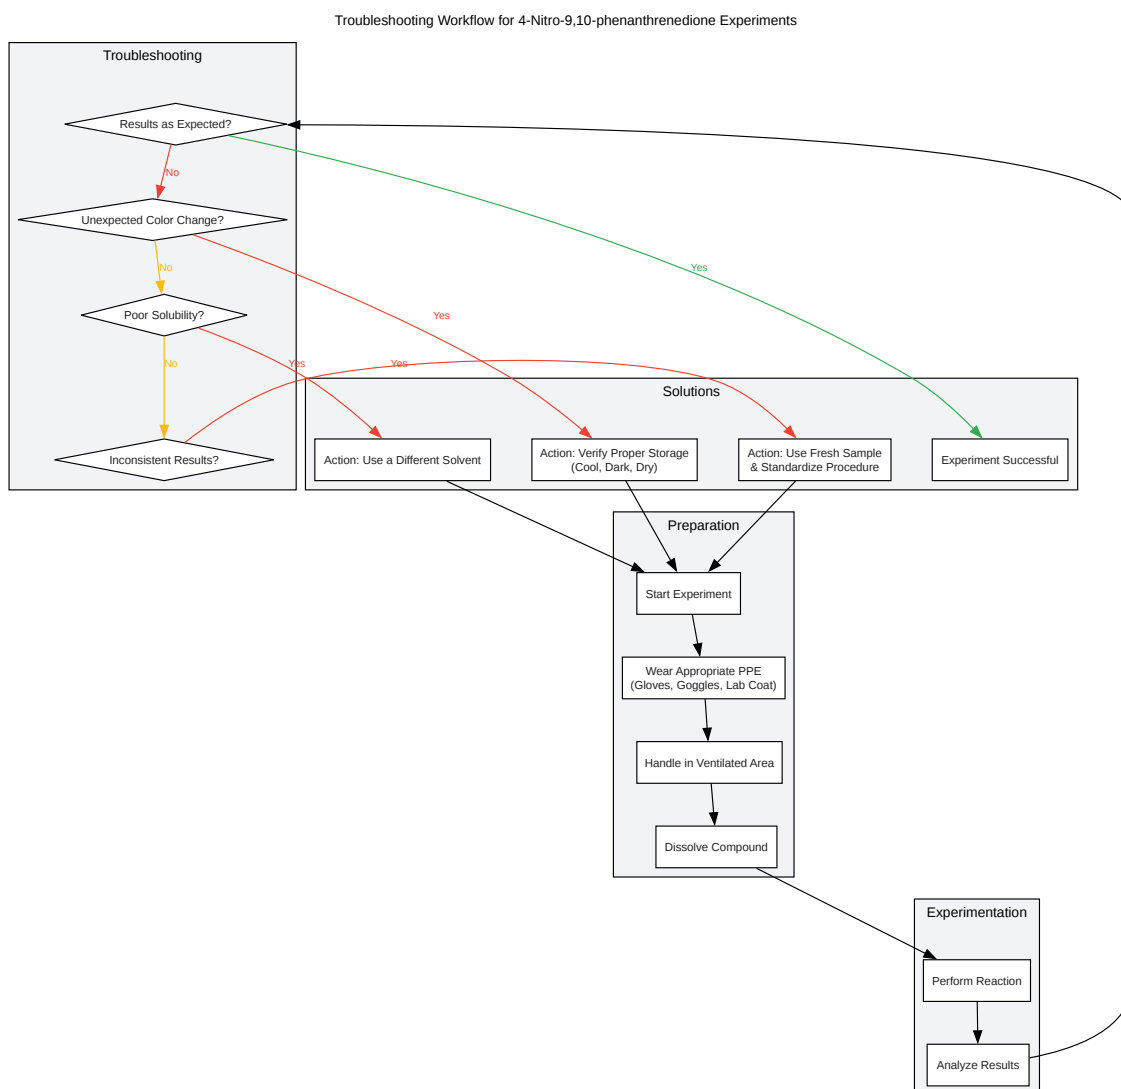 Troubleshooting Workflow for 4-Nitro-9,10-phenanthrenedione Experiments
Troubleshooting
Results as Expected?
No
Unexpected Color Change?
No
Yes
Yes
Poor Solubility?
No
Yes
Yes
Inconsistent Results?
Solutions
Action: Use a Different Solvent
Action: Verify Proper Storage
(Cool, Dark, Dry)
Action: Use Fresh Sample
& Standardize Procedure
Experiment Successful
Preparation
Start Experiment
Wear Appropriate PPE
(Gloves, Goggles, Lab Coat)
Handle in Ventilated Area
Dissolve Compound
Experimentation
Perform Reaction
Analyze Results